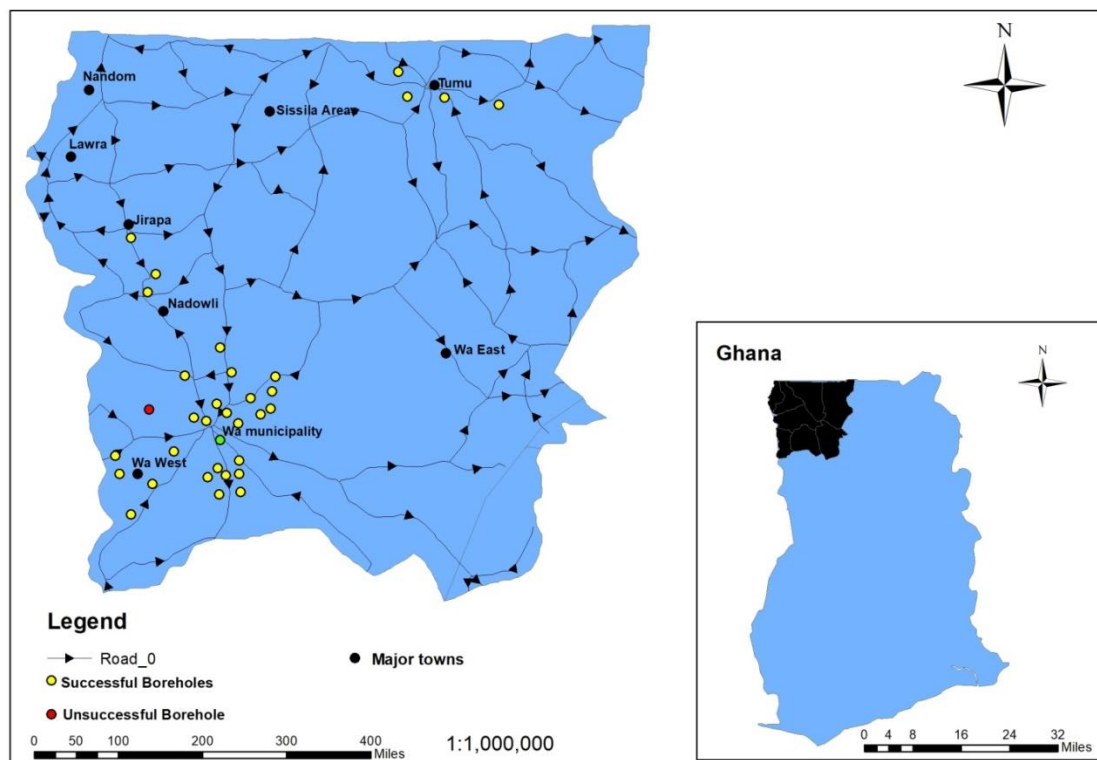 N
Nandom
Tumu
Sissila Area
Lawra
Jirapa
Nadowli
Wa East
Wa municipality
Wa West
Legend
Road_0
Major towns
Successful Boreholes
Unsuccessful Borehole
0 50 100 200 300 400
Miles
1:1,000,000
Ghana
N
0 4 8 16 24 32
Miles